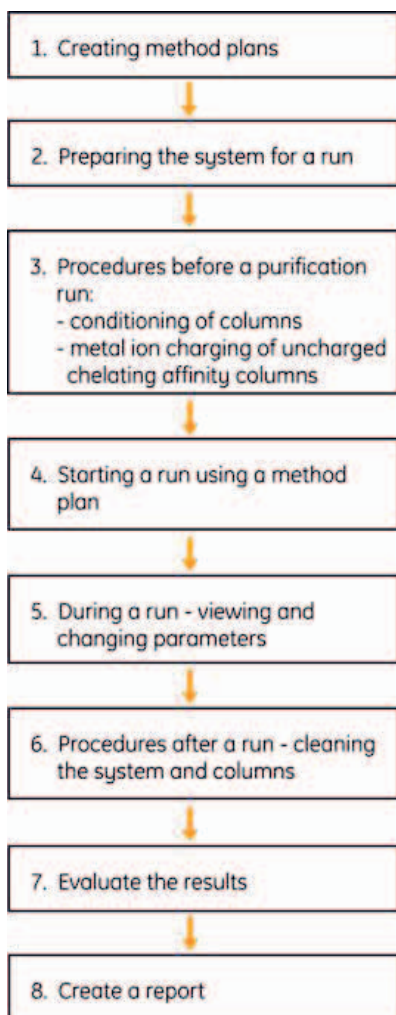 1. Creating method plans
2. Preparing the system for a run
3. Procedures before a purification
run:
- conditioning of columns
- metal ion charging of uncharged
chelating affinity columns
4. Starting a run using a method
plan
5. During a run - viewing and
changing parameters
6. Procedures after a run - cleaning
the system and columns
7. Evaluate the results
8. Create a report